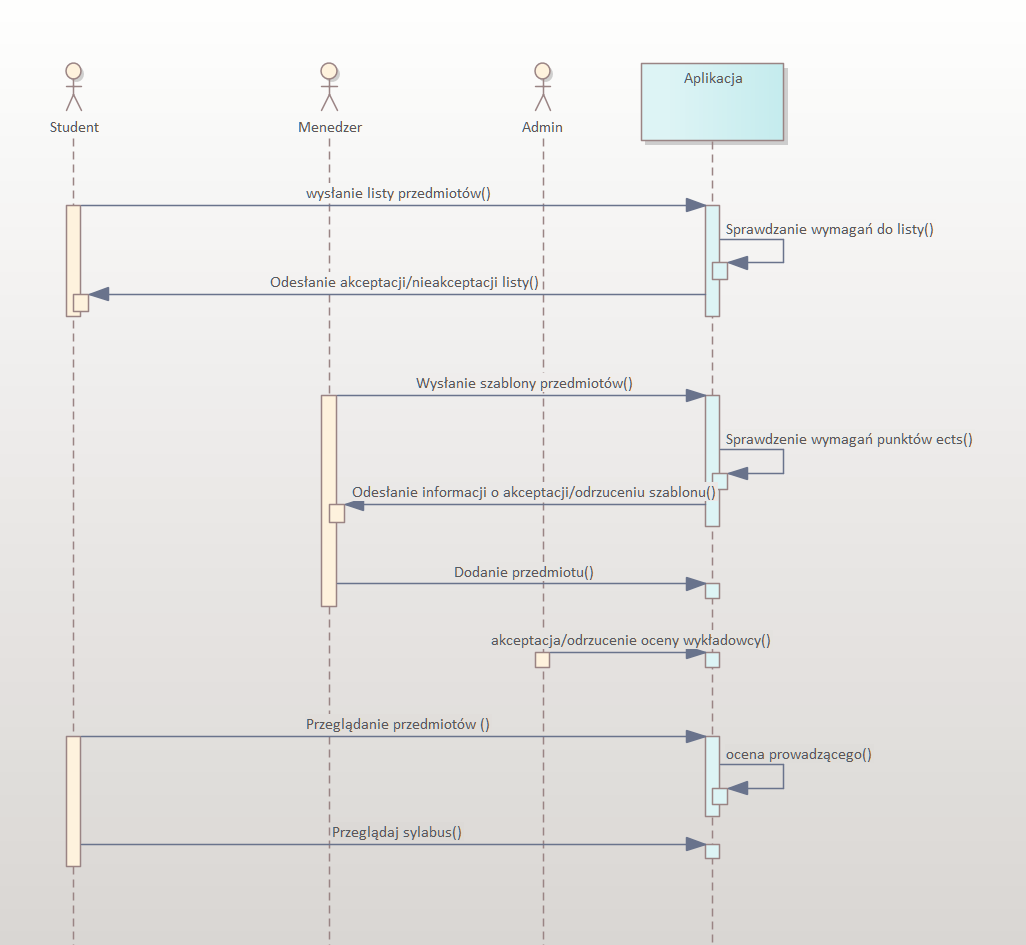 Student
Menedzer
Admin
Aplikacja
wysłanie listy przedmiotów()
Sprawdzanie wymagań do listy()
Odesłanie akceptacji/nieakceptacji listy()
Wysłanie szablony przedmiotów()
Sprawdzenie wymagań punktów ects()
Odesłanie informacji o akceptacji/odrzuceniu szablonu()
Dodanie przedmiotu()
akceptacja/odrzucenie oceny wykładowcy()
Przeglądanie przedmiotów ()
ocena prowadzącego()
Przeglądaj sylabus()